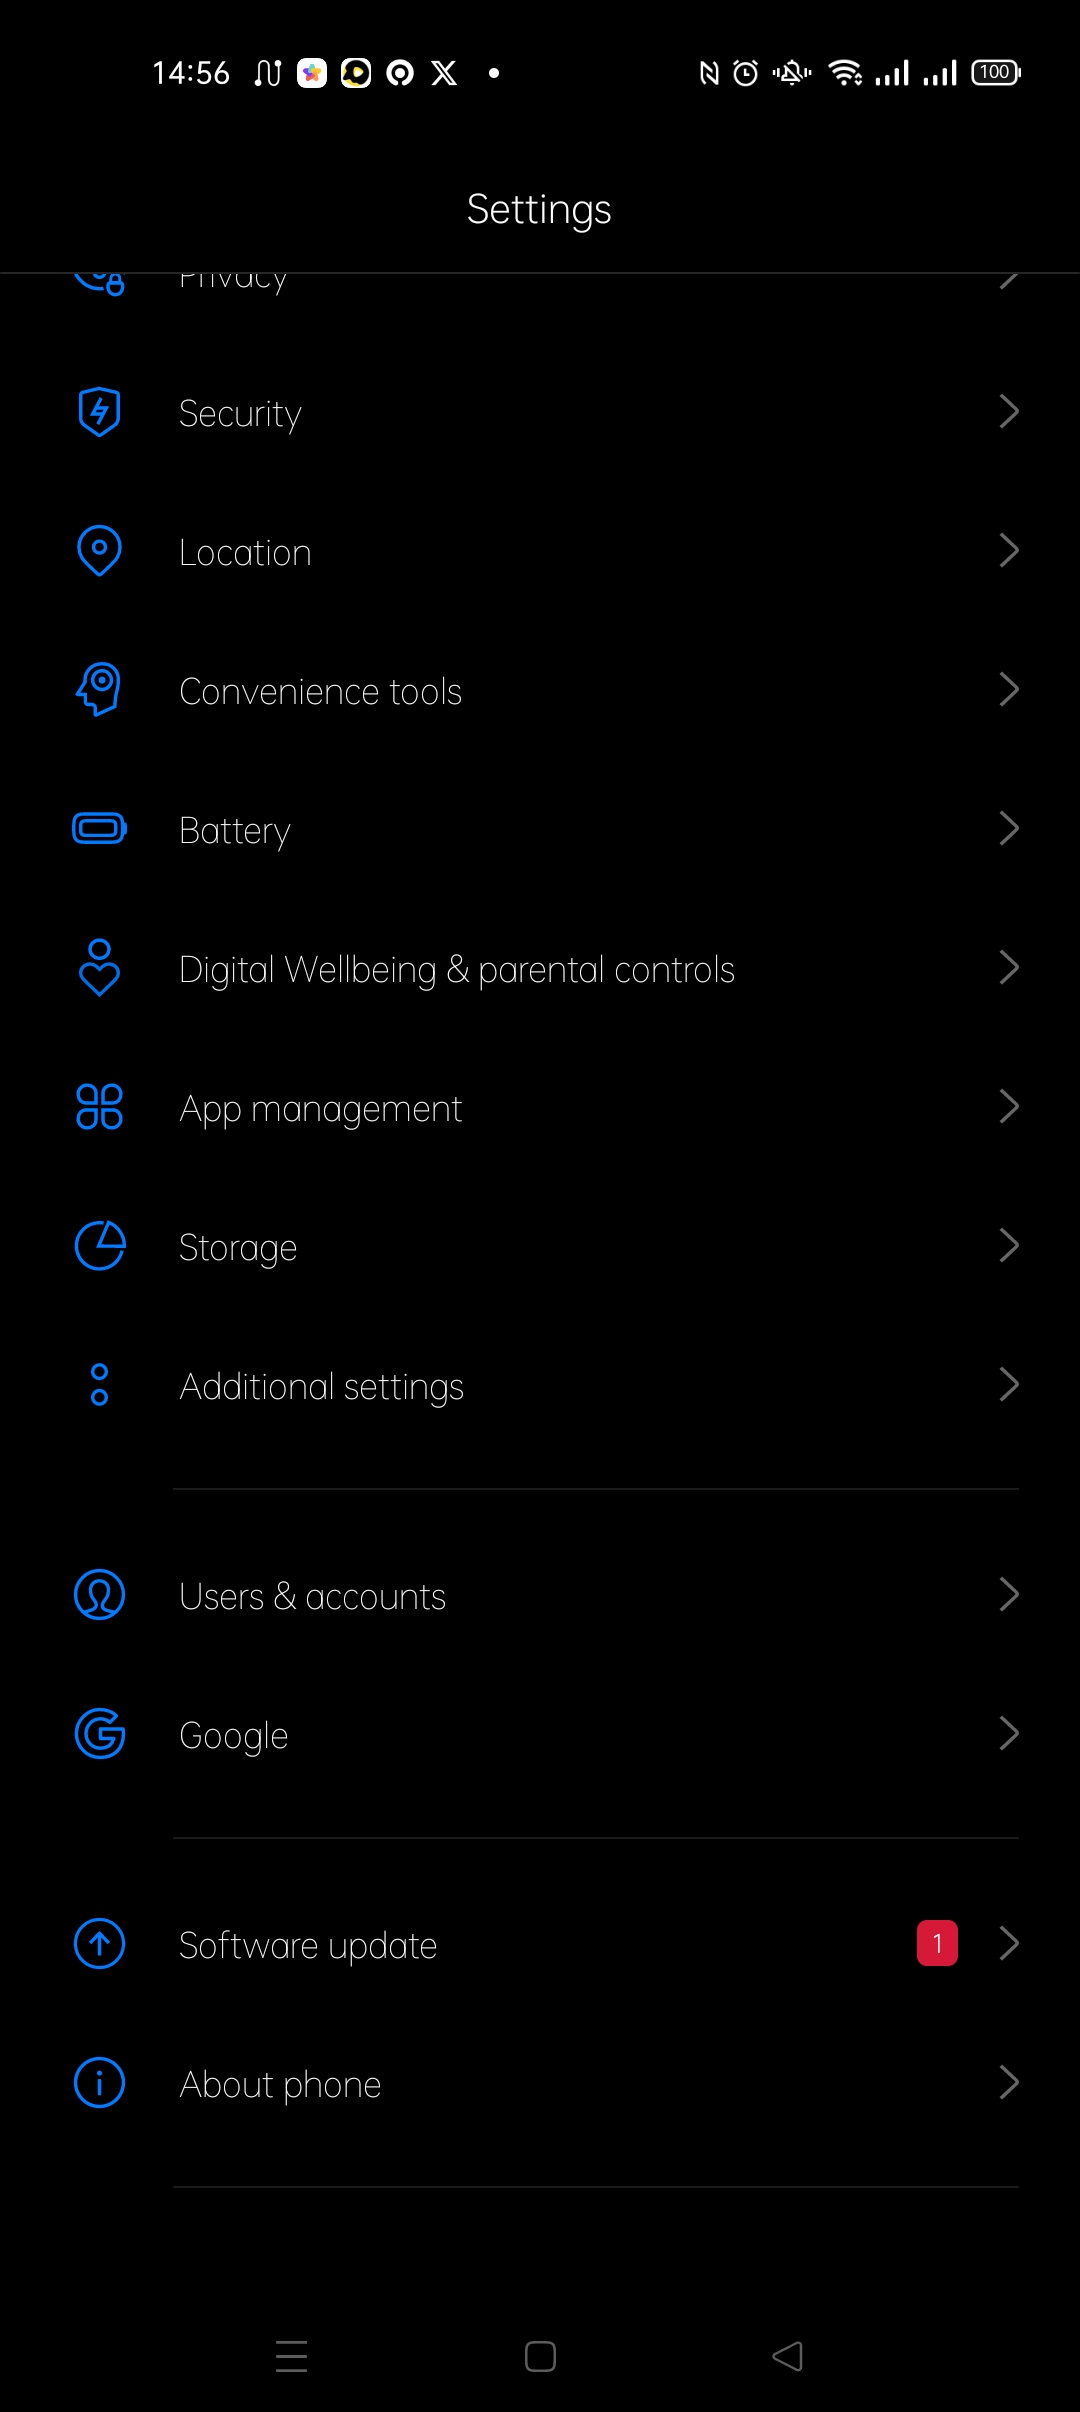 14:56
100
Settings
Privacy
Security
Location
Convenience tools
Battery
Digital Wellbeing & parental controls
App management
Storage
Additional settings
Users & accounts
Google
Software update 1
About phone